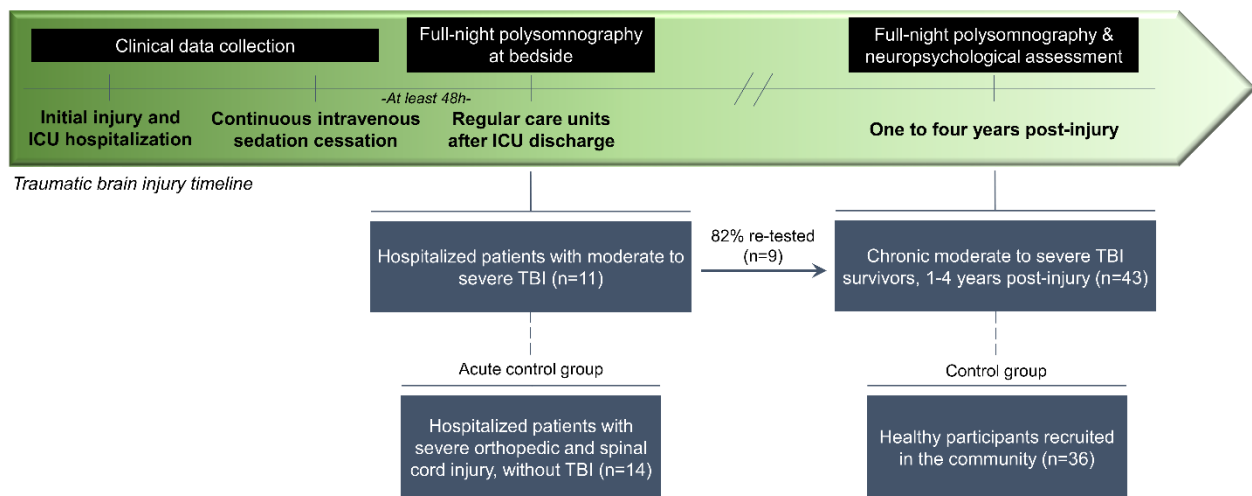 Clinical data collection
Full-night polysomnography
at bedside
Full-night polysomnography &
neuropsychological assessment
-At least 48h-
Initial injury and
ICU hospitalization
Continuous intravenous
sedation cessation
Regular care units
after ICU discharge
One to four years post-injury
Traumatic brain injury timeline
Hospitalized patients with moderate to
severe TBI (n=11)
82% re-tested
(n=9)
Chronic moderate to severe TBI
survivors, 1-4 years post-injury (n=43)
Acute control group
Control group
Hospitalized patients with
severe orthopedic and spinal
cord injury, without TBI (n=14)
Healthy participants recruited
in the community (n=36)